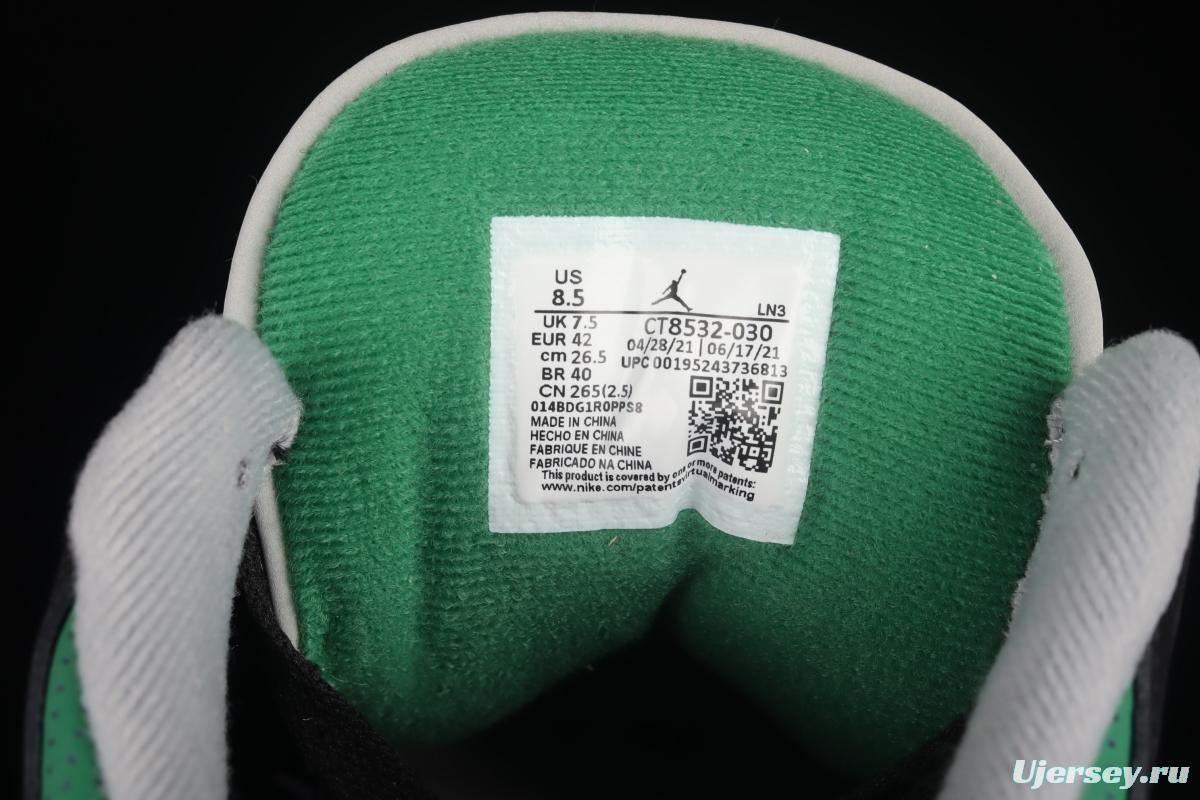 US
8.5
LN3
UK 7.5
EUR 42
cm 26.5
BR 40
CN 265(2.5)
CT8532-030
04/28/21 | 06/17/21
UPC 00195243736813
014BDG1R0PPS8
MADE IN CHINA
HECHO EN CHINA
FABRIQUE EN CHINE
FABRICADO NA CHINA
This product is covered by one or more patents:
www.nike.com/patentsvirtualmarking
Ujersey.ru